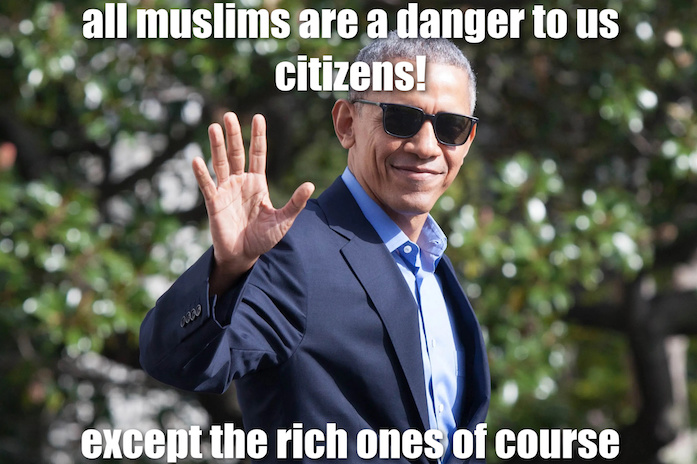 all muslims are a danger to us
citizens!
except the rich ones of course